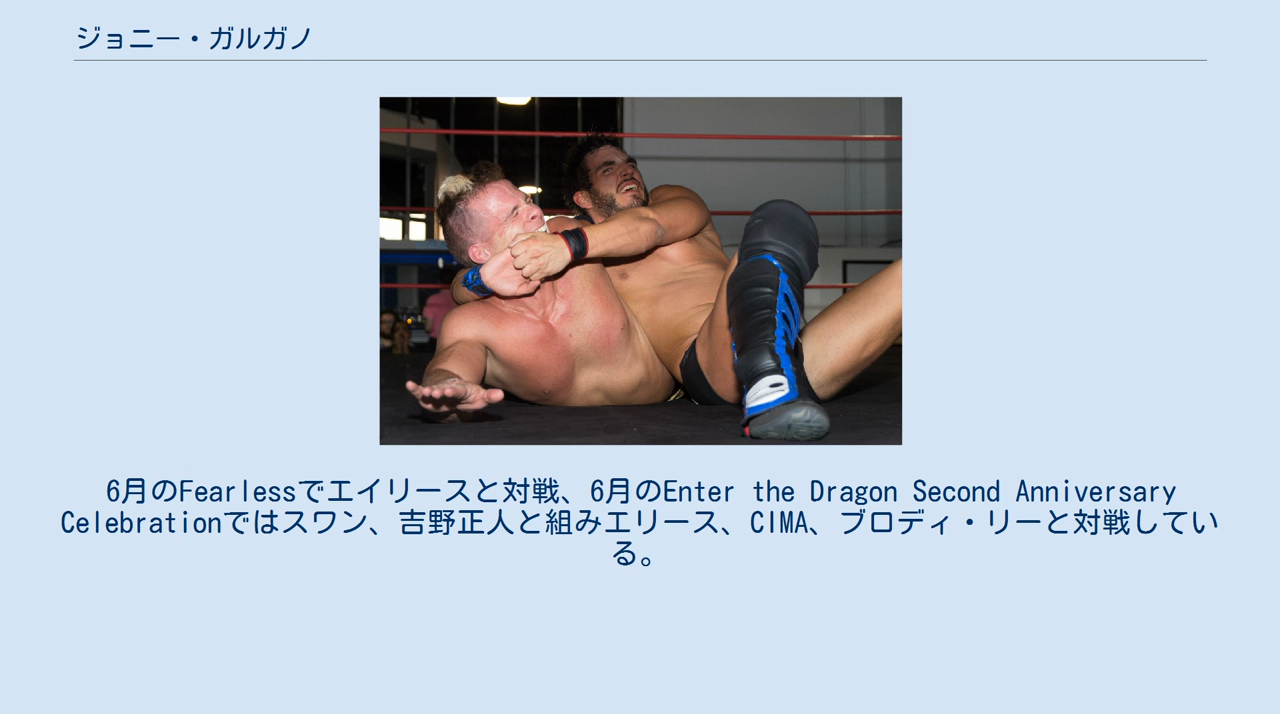 ジョニー・ガルガノ
6月のFearlessでエイリースと対戦、6月のEnter the Dragon Second Anniversary
Celebrationではスワン、吉野正人と組みエリース、CIMA、ブロディ・リーと対戦してい
る。